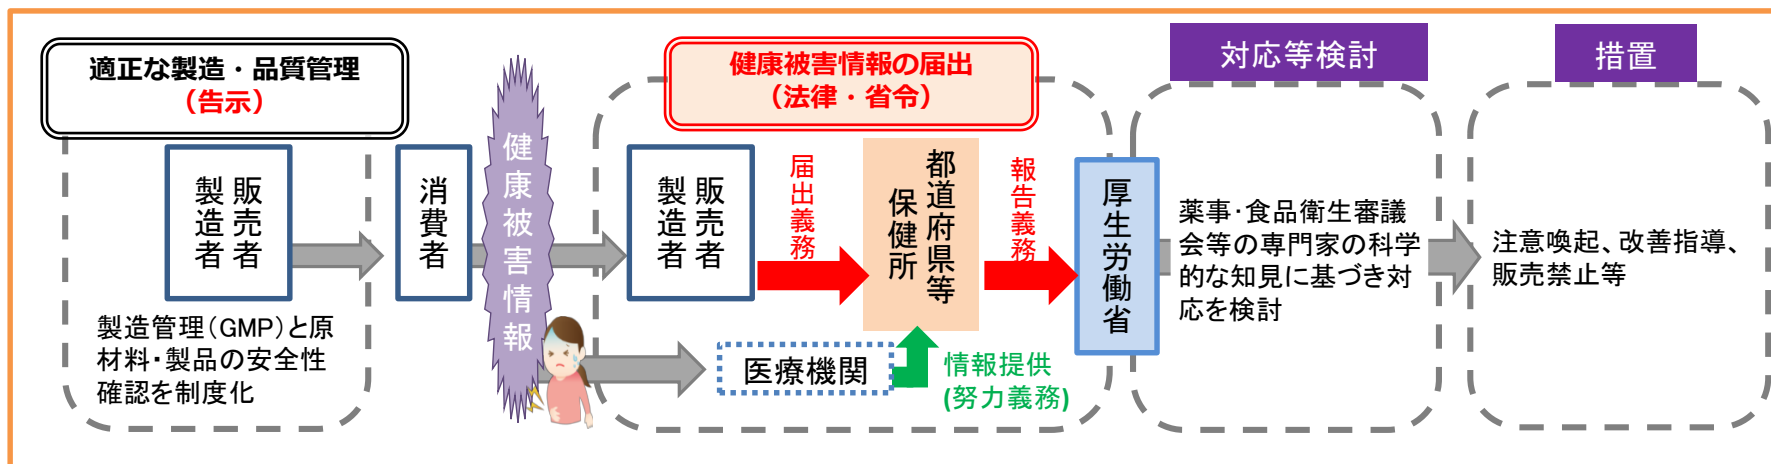 適正な製造・品質管理
（告示）
製造者
販売者
製造管理（GMP）と原
材料・製品の安全性
確認を制度化
消費者
健康被害情報
健康被害情報の届出
（法律・省令）
製造者
販売者
届出義務
都道府県等
保健所
報告義務
医療機関
情報提供
(努力義務)
厚生労働省
対応等検討
薬事・食品衛生審議
会等の専門家の科学
的な知見に基づき対
応を検討
措置
注意喚起、改善指導、
販売禁止等